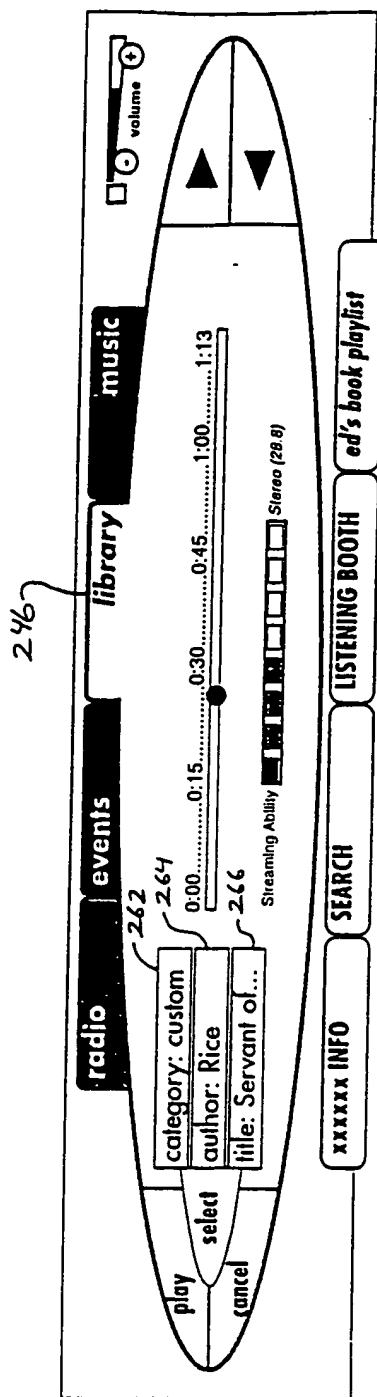 246
radio
events
library
music
- +
volume
262
264
266
play
select
cancel
category: custom
author: Rice
title: Servant of...
0:00.........0:15.........0:30.........0:45.........1:00.........1:13
Streaming Ability
Stereo (28.8)
xxxxxx INFO
SEARCH
LISTENING BOOTH
ed's book playlist